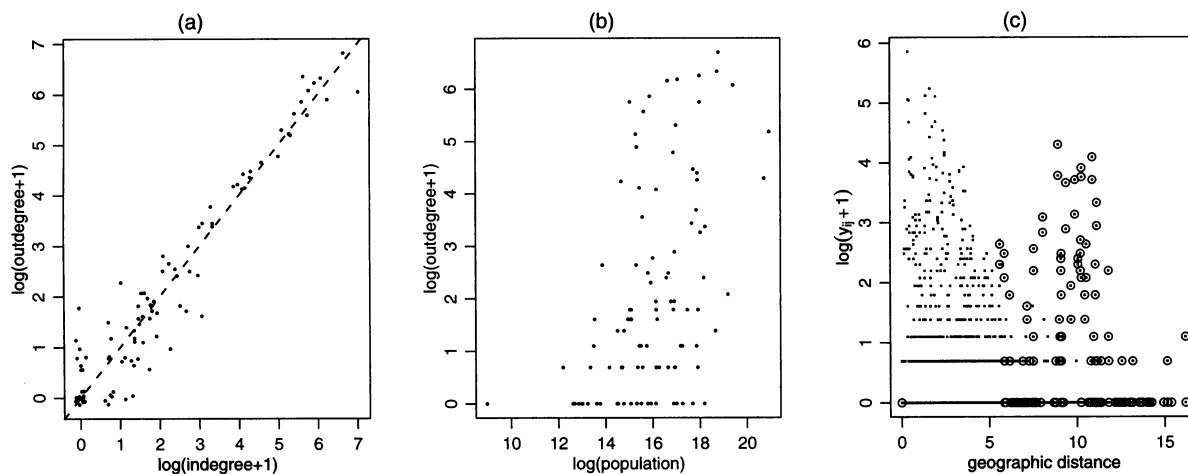 (a)
(b)
(c)
log(outdegree+1)
0 1 2 3 4 5 6 7
0 1 2 3 4 5 6 7
log(indegree+1)
log(outdegree+1)
0 1 2 3 4 5 6
10 12 14 16 18 20
log(population)
log(yij + 1)
0 1 2 3 4 5 6
0 5 10 15
geographic distance